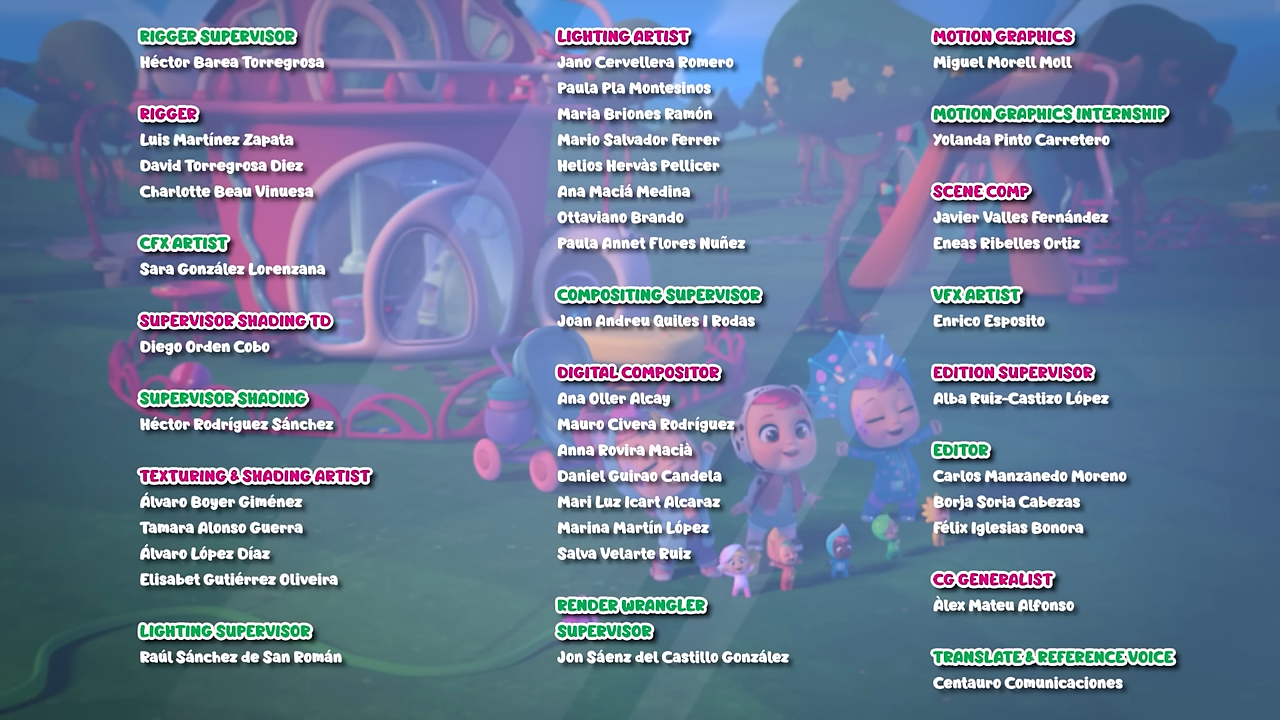 RIGGER SUPERVISOR
Héctor Barea Torregrosa
RIGGER
Luis Martínez Zapata
David Torregrosa Diez
Charlotte Beau Vinuesa
CFX ARTIST
Sara González Lorenzana
SUPERVISOR SHADING TD
Diego Orden Cobo
SUPERVISOR SHADING
Héctor Rodríguez Sánchez
TEXTURING & SHADING ARTIST
Álvaro Boyer Giménez
Tamara Alonso Guerra
Álvaro López Díaz
Elisabet Gutiérrez Oliveira
LIGHTING SUPERVISOR
Raúl Sánchez de San Román
LIGHTING ARTIST
Jano Cervellera Romero
Paula Pla Montesinos
Maria Briones Ramón
Mario Salvador Ferrer
Helios Hervàs Pellicer
Ana Maciá Medina
Ottaviano Brando
Paula Annet Flores Nuñez
COMPOSITING SUPERVISOR
Joan Andreu Quiles I Rodas
DIGITAL COMPOSITOR
Ana Oller Alcay
Mauro Civera Rodríguez
Anna Rovira Macià
Daniel Guirao Candela
Mari Luz Icart Alcaraz
Marina Martín López
Salva Velarte Ruiz
RENDER WRANGLER
SUPERVISOR
Jon Sáenz del Castillo González
MOTION GRAPHICS
Miguel Morell Moll
MOTION GRAPHICS INTERNSHIP
Yolanda Pinto Carretero
SCENE COMP
Javier Valles Fernández
Eneas Ribelles Ortiz
VFX ARTIST
Enrico Esposito
EDITION SUPERVISOR
Alba Ruiz-Castizo López
EDITOR
Carlos Manzanedo Moreno
Borja Soria Cabezas
Félix Iglesias Bonora
CG GENERALIST
Àlex Mateu Alfonso
TRANSLATE & REFERENCE VOICE
Centauro Comunicaciones